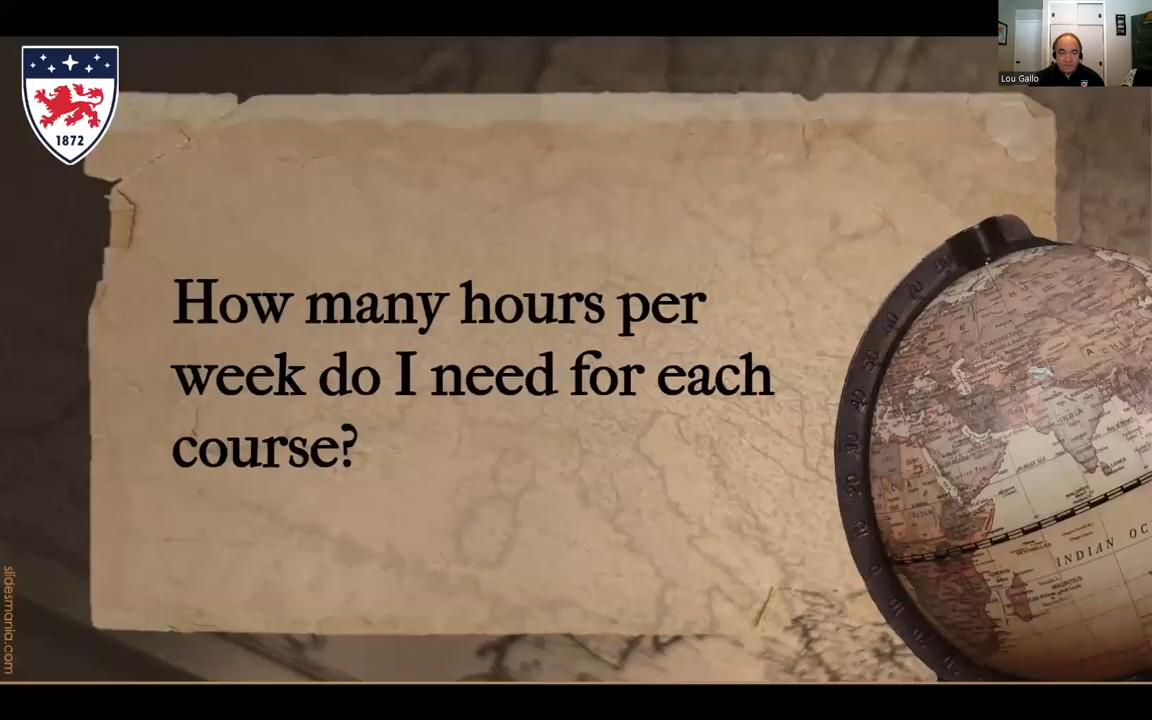 Lou Gallo
1872
How many hours per
week do I need for each
course?
INDIA
INDIAN OC
slidesmania.com